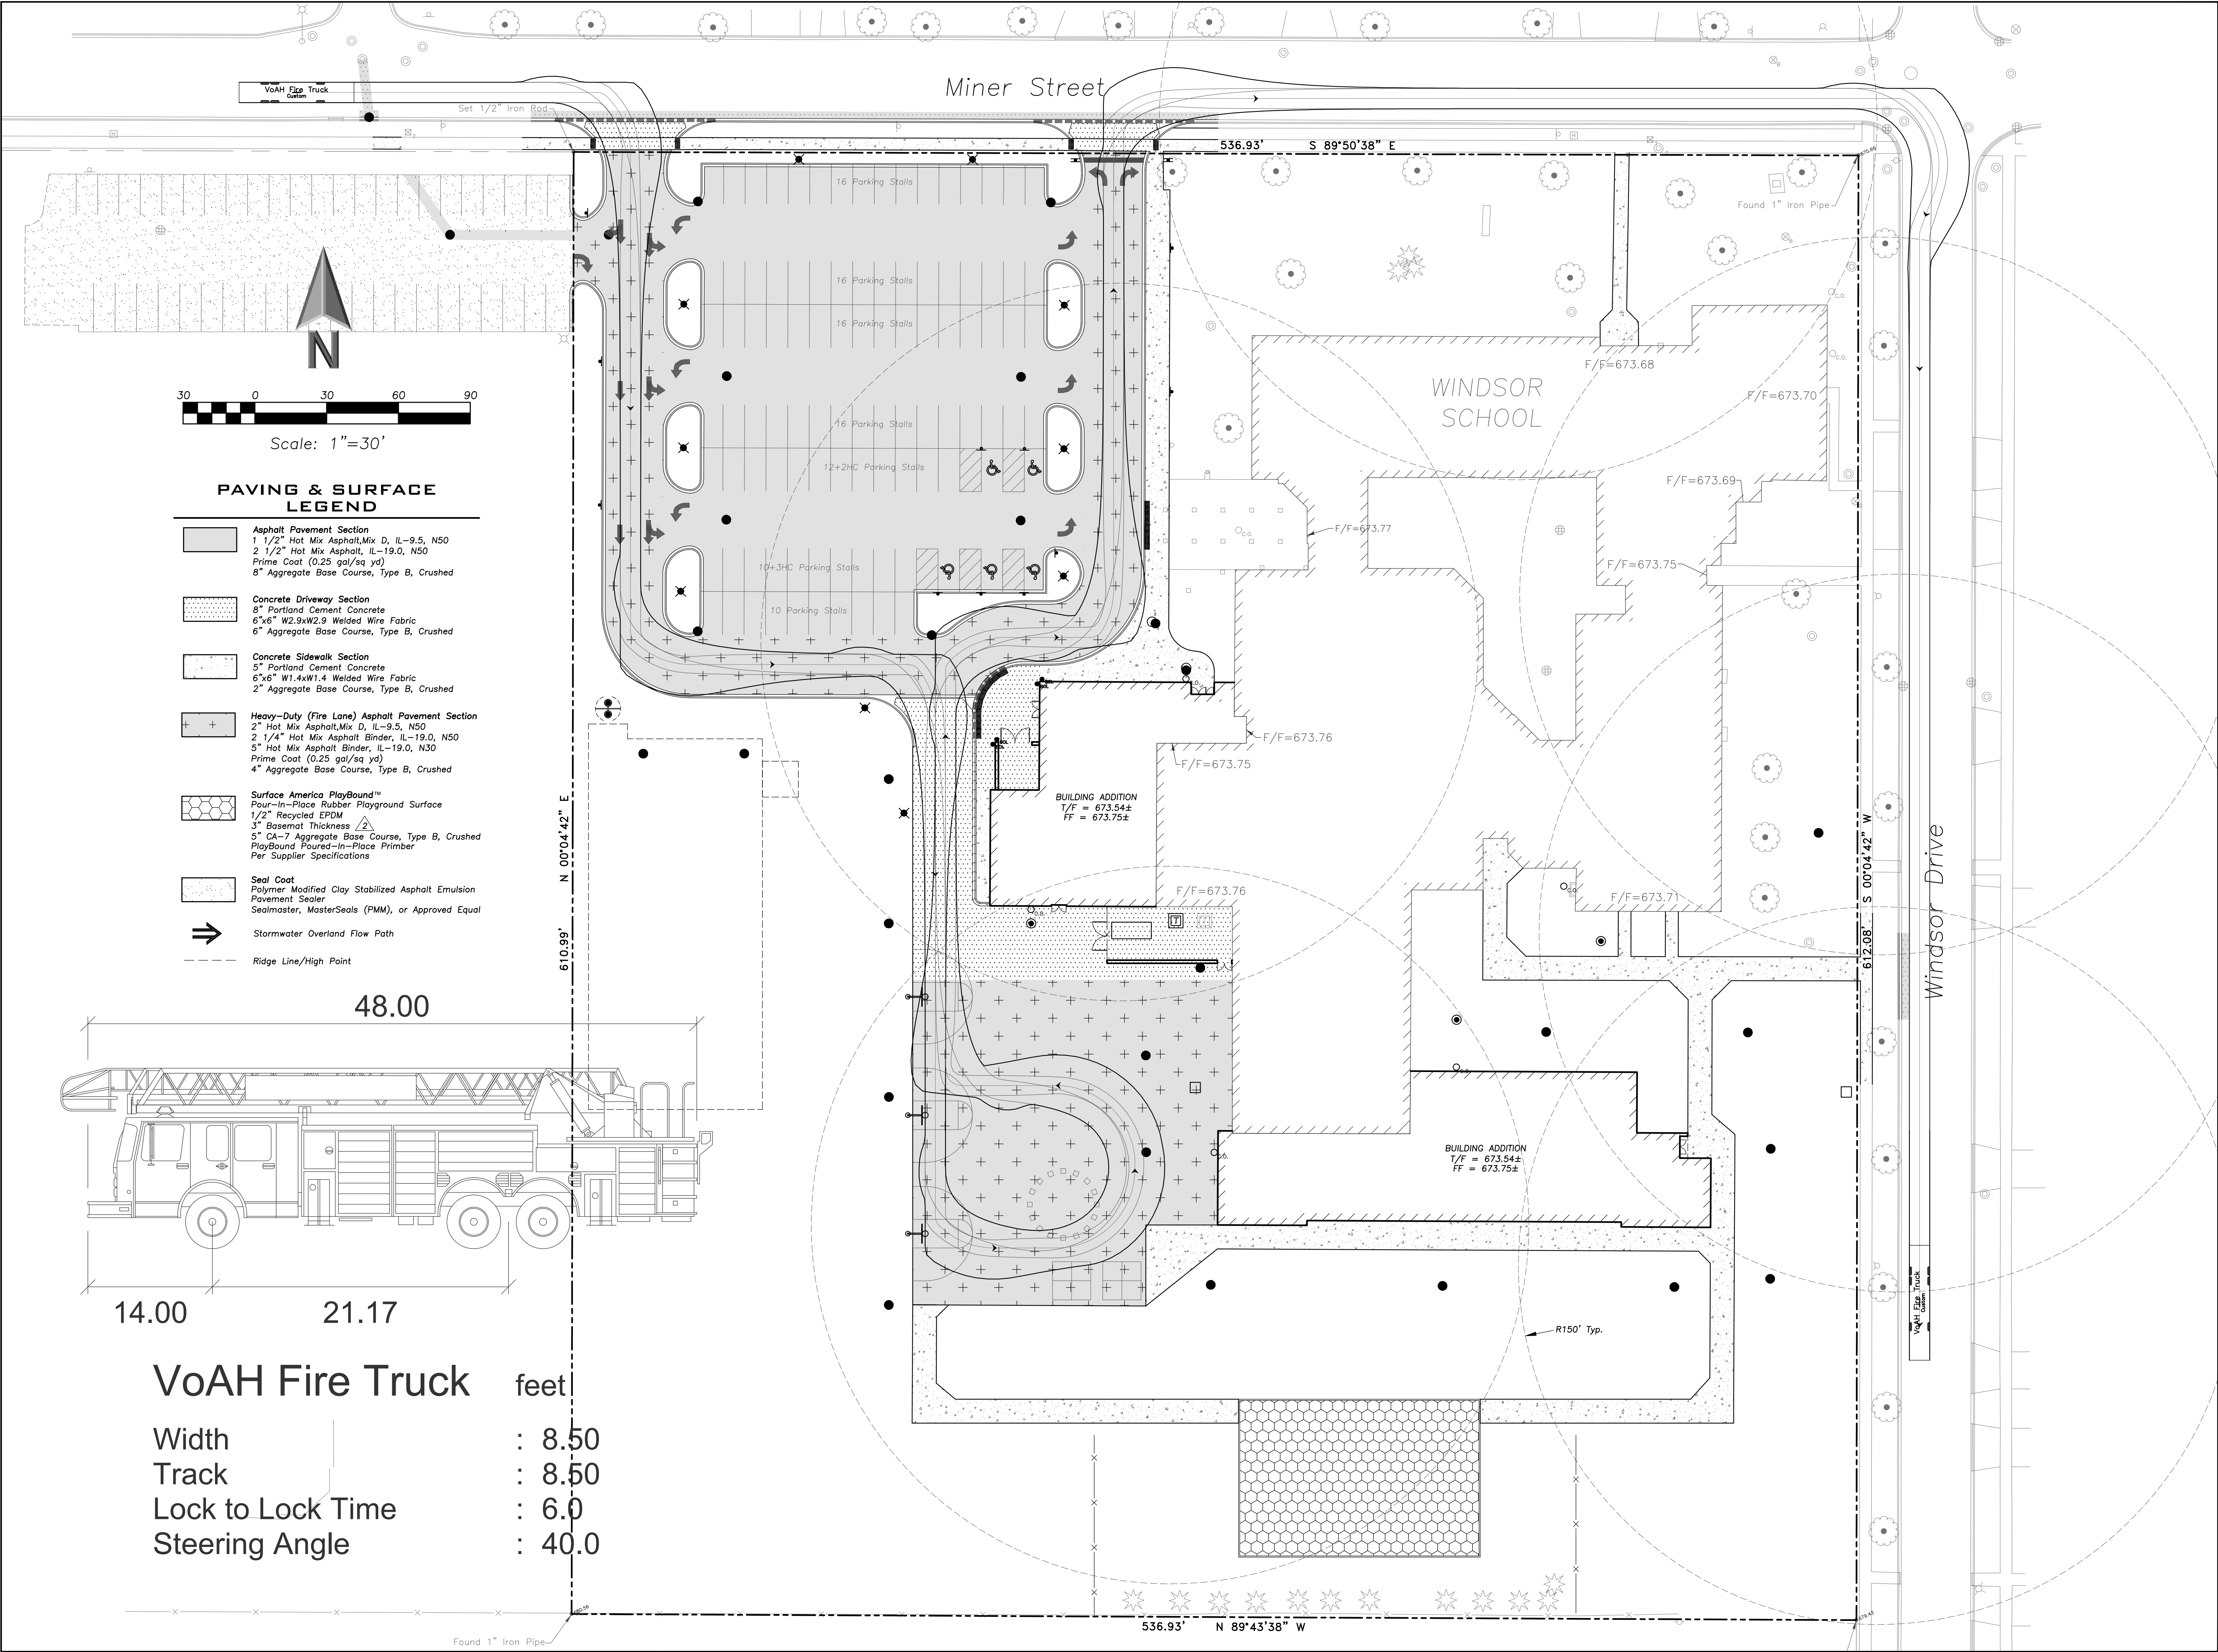 Miner Street
VoAH Fire Truck
Custom
Set 1/2" Iron Rod
536.93' S 89°50'38" E
670.66
Found 1" Iron Pipe
16 Parking Stalls
16 Parking Stalls
16 Parking Stalls
16 Parking Stalls
12+2HC Parking Stalls
10+3HC Parking Stalls
10 Parking Stalls
N
30 0 30 60 90
Scale: 1"=30'
PAVING & SURFACE
LEGEND
Asphalt Pavement Section
1 1/2" Hot Mix Asphalt,Mix D, IL-9.5, N50
2 1/2" Hot Mix Asphalt, IL-19.0, N50
Prime Coat (0.25 gal/sq yd)
8" Aggregate Base Course, Type B, Crushed
Concrete Driveway Section
8" Portland Cement Concrete
6"x6" W2.9xW2.9 Welded Wire Fabric
6" Aggregate Base Course, Type B, Crushed
Concrete Sidewalk Section
5" Portland Cement Concrete
6"x6" W1.4xW1.4 Welded Wire Fabric
2" Aggregate Base Course, Type B, Crushed
Heavy-Duty (Fire Lane) Asphalt Pavement Section
2" Hot Mix Asphalt,Mix D, IL-9.5, N50
2 1/4" Hot Mix Asphalt Binder, IL-19.0, N50
5" Hot Mix Asphalt Binder, IL-19.0, N30
Prime Coat (0.25 gal/sq yd)
4" Aggregate Base Course, Type B, Crushed
Surface America PlayBound™
Pour-In-Place Rubber Playground Surface
1/2" Recycled EPDM
3" Basemat Thickness 2
5" CA-7 Aggregate Base Course, Type B, Crushed
PlayBound Poured-In-Place Primber
Per Supplier Specifications
Seal Coat
Polymer Modified Clay Stabilized Asphalt Emulsion
Pavement Sealer
Sealmaster, MasterSeals (PMM), or Approved Equal
Stormwater Overland Flow Path
Ridge Line/High Point
WINDSOR
SCHOOL
F/F=673.68
F/F=673.70
F/F=673.69
F/F=673.77
F/F=673.75
F/F=673.76
F/F=673.75
BUILDING ADDITION
T/F = 673.54±
FF = 673.75±
F/F=673.76
F/F=673.71
610.99' N 00°04'42" E
612.08' S 00°04'42" W
Windsor Drive
BUILDING ADDITION
T/F = 673.54±
FF = 673.75±
R150' Typ.
VoAH Fire Truck
Custom
48.00
14.00 21.17
VoAH Fire Truck feet
Width : 8.50
Track : 8.50
Lock to Lock Time : 6.0
Steering Angle : 40.0
Found 1" Iron Pipe
536.93' N 89°43'38" W